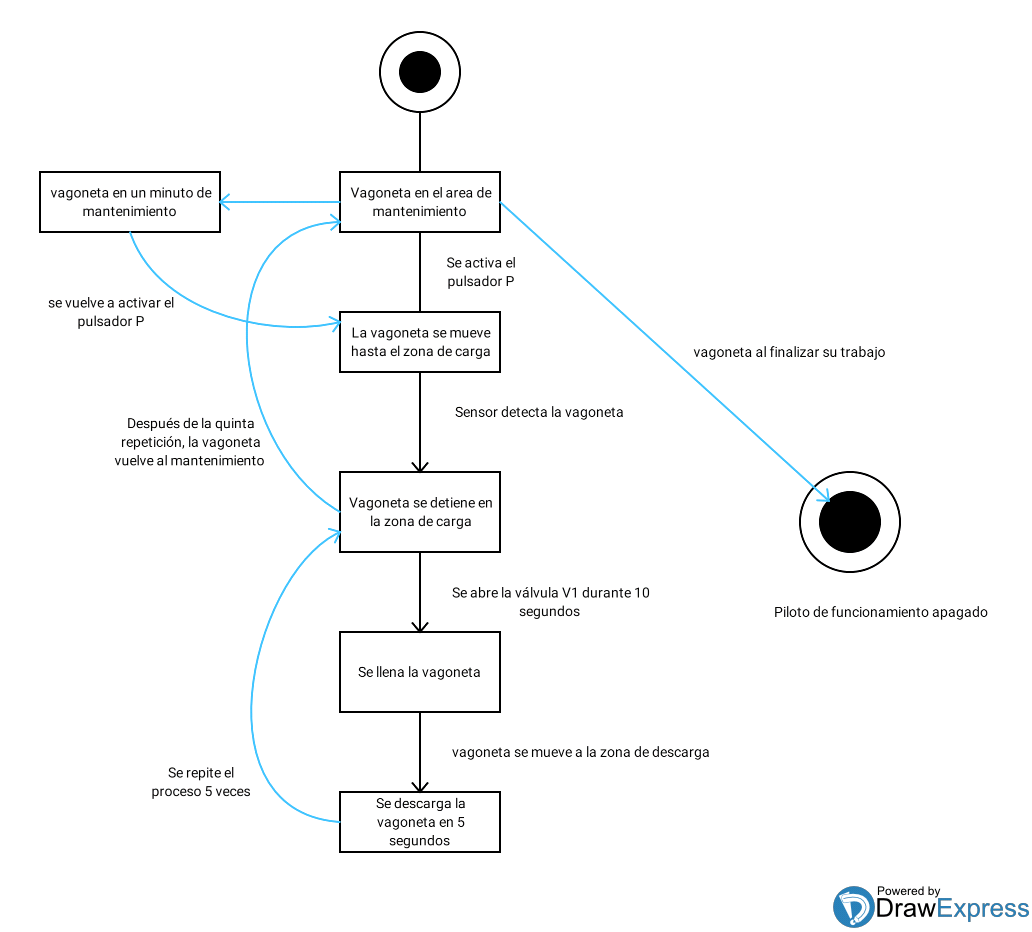 vagoneta en un minuto de
mantenimiento
Vagoneta en el area de
mantenimiento
Se activa el
pulsador P
se vuelve a activar el
pulsador P
La vagoneta se mueve
hasta el zona de carga
vagoneta al finalizar su trabajo
Sensor detecta la vagoneta
Después de la quinta
repetición, la vagoneta
vuelve al mantenimiento
Vagoneta se detiene en
la zona de carga
Se abre la válvula V1 durante 10
segundos
Piloto de funcionamiento apagado
Se llena la vagoneta
vagoneta se mueve a la zona de descarga
Se repite el
proceso 5 veces
Se descarga la
vagoneta en 5
segundos
Powered by
DrawExpress